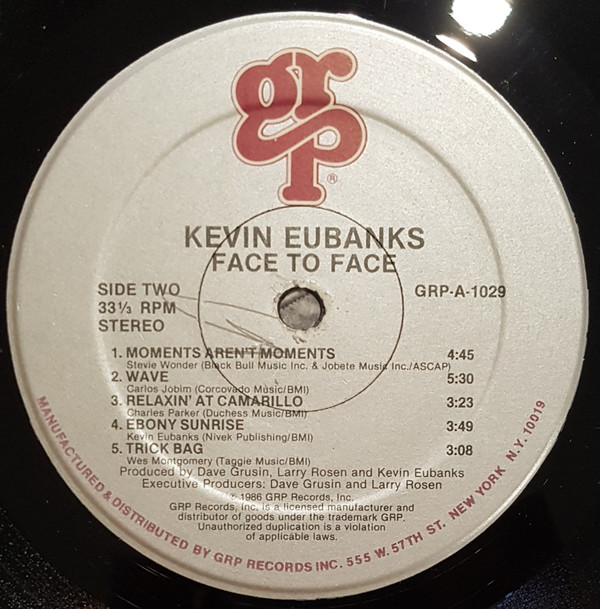 grp®
KEVIN EUBANKS
FACE TO FACE
SIDE TWO
33⅓ RPM
STEREO
GRP-A-1029
1. MOMENTS AREN'T MOMENTS 4:45
Stevie Wonder (Black Bull Music Inc. & Jobete Music Inc./ASCAP)
2. WAVE 5:30
Carlos Jobim (Corcovado Music/BMI)
3. RELAXIN' AT CAMARILLO 3:23
Charles Parker (Duchess Music/BMI)
4. EBONY SUNRISE 3:49
Kevin Eubanks (Nivek Publishing/BMI)
5. TRICK BAG 3:08
Wes Montgomery (Taggie Music/BMI)
Produced by Dave Grusin, Larry Rosen and Kevin Eubanks
Executive Producers: Dave Grusin and Larry Rosen
℗ 1986 GRP Records, Inc.
GRP Records, Inc. is a licensed manufacturer and
distributor of goods under the trademark GRP.
Unauthorized duplication is a violation
of applicable laws.
MANUFACTURED & DISTRIBUTED BY GRP RECORDS INC. 555 W. 57TH ST. NEW YORK N.Y. 10019